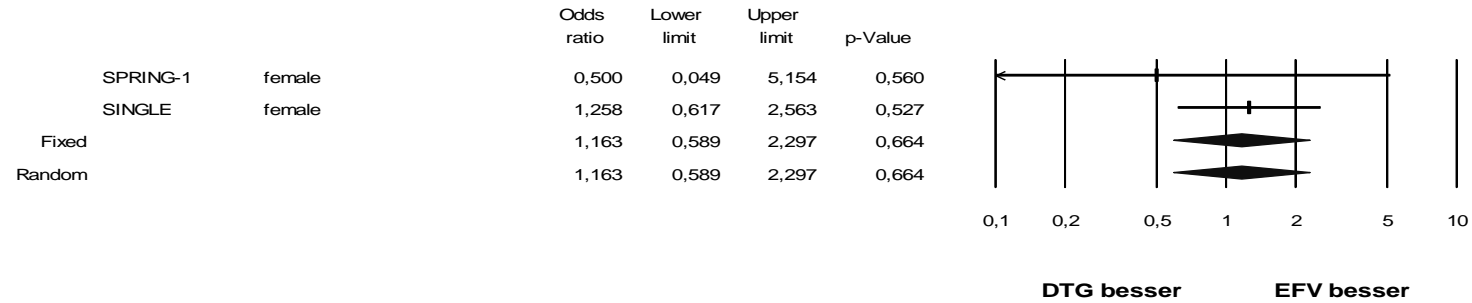 Odds Lower Upper
ratio limit limit p-Value
SPRING-1 female 0,500 0,049 5,154 0,560
SINGLE female 1,258 0,617 2,563 0,527
Fixed 1,163 0,589 2,297 0,664
Random 1,163 0,589 2,297 0,664
0,1 0,2 0,5 1 2 5 10
DTG besser EFV besser